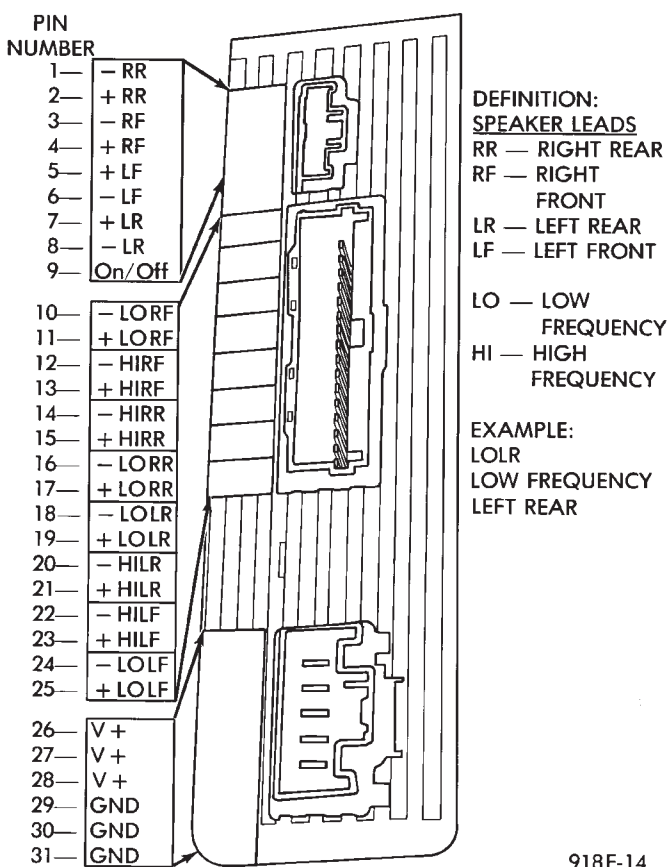 PIN
NUMBER
1— – RR
2— + RR
3— – RF
4— + RF
5— + LF
6— – LF
7— + LR
8— – LR
9— On/Off
10— – LORF
11— + LORF
12— – HIRF
13— + HIRF
14— – HIRR
15— + HIRR
16— – LORR
17— + LORR
18— – LOLR
19— + LOLR
20— – HILR
21— + HILR
22— – HILF
23— + HILF
24— – LOLF
25— + LOLF
26— V +
27— V +
28— V +
29— GND
30— GND
31— GND
DEFINITION:
SPEAKER LEADS
RR — RIGHT REAR
RF — RIGHT
FRONT
LR — LEFT REAR
LF — LEFT FRONT
LO — LOW
FREQUENCY
HI — HIGH
FREQUENCY
EXAMPLE:
LOLR
LOW FREQUENCY
LEFT REAR
918F-14